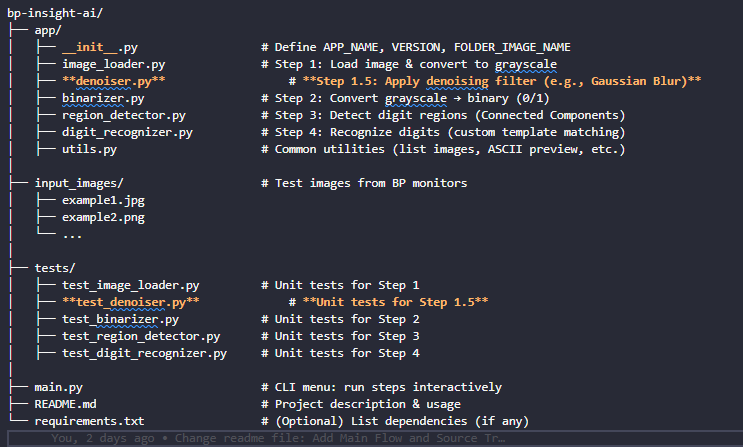 bp-insight-ai/
├── app/
│   ├── __init__.py                # Define APP_NAME, VERSION, FOLDER_IMAGE_NAME
│   ├── image_loader.py            # Step 1: Load image & convert to grayscale
│   ├── **denoiser.py**                # **Step 1.5: Apply denoising filter (e.g., Gaussian Blur)**
│   ├── binarizer.py               # Step 2: Convert grayscale → binary (0/1)
│   ├── region_detector.py         # Step 3: Detect digit regions (Connected Components)
│   ├── digit_recognizer.py        # Step 4: Recognize digits (custom template matching)
│   └── utils.py                   # Common utilities (list images, ASCII preview, etc.)
│
├── input_images/                  # Test images from BP monitors
│   ├── example1.jpg
│   ├── example2.png
│   └── ...
│
├── tests/
│   ├── test_image_loader.py       # Unit tests for Step 1
│   ├── **test_denoiser.py**           # **Unit tests for Step 1.5**
│   ├── test_binarizer.py          # Unit tests for Step 2
│   ├── test_region_detector.py    # Unit tests for Step 3
│   └── test_digit_recognizer.py   # Unit tests for Step 4
│
├── main.py                        # CLI menu: run steps interactively
├── README.md                      # Project description & usage
└── requirements.txt               # (Optional) List dependencies (if any)
You, 2 days ago • Change readme file: Add Main Flow and Source Tr…